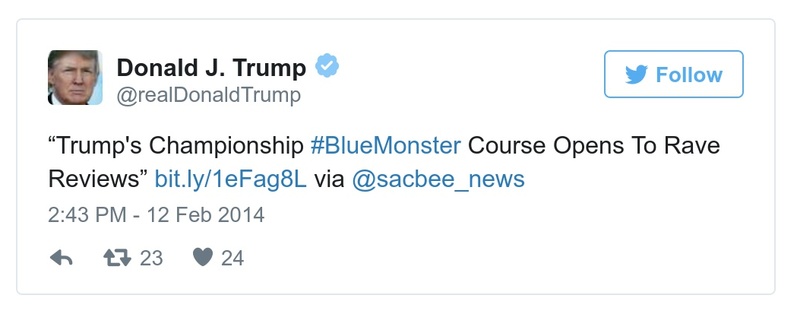 Donald J. Trump
@realDonaldTrump
Follow
“Trump's Championship #BlueMonster Course Opens To Rave
Reviews” bit.ly/1eFag8L via @sacbee_news
2:43 PM - 12 Feb 2014
23 24